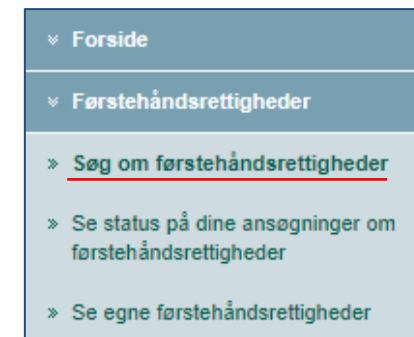 Forside
Førstehåndsrettigheder
Søg om førstehåndsrettigheder
Se status på dine ansøgninger om
førstehåndsrettigheder
Se egne førstehåndsrettigheder